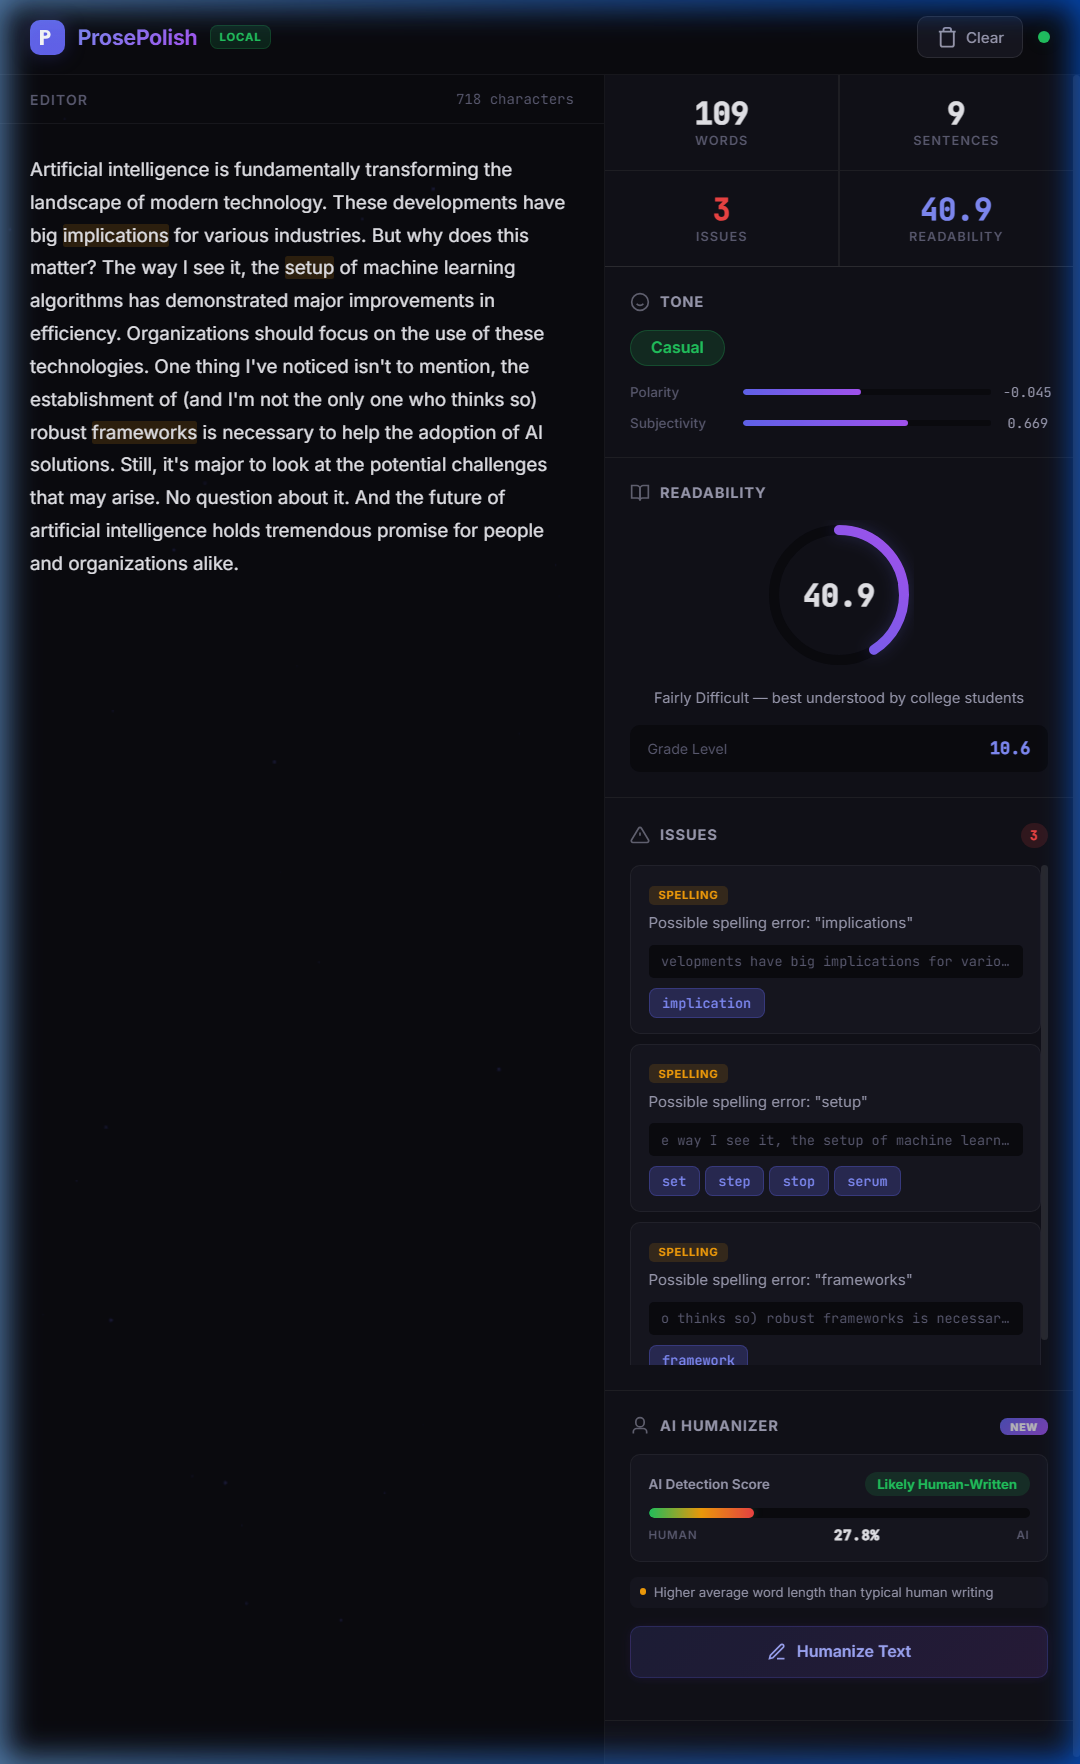 P ProsePolish LOCAL
Clear
EDITOR 718 characters
Artificial intelligence is fundamentally transforming the
landscape of modern technology. These developments have
big implications for various industries. But why does this
matter? The way I see it, the setup of machine learning
algorithms has demonstrated major improvements in
efficiency. Organizations should focus on the use of these
technologies. One thing I've noticed isn't to mention, the
establishment of (and I'm not the only one who thinks so)
robust frameworks is necessary to help the adoption of AI
solutions. Still, it's major to look at the potential challenges
that may arise. No question about it. And the future of
artificial intelligence holds tremendous promise for people
and organizations alike.
109
WORDS
9
SENTENCES
3
ISSUES
40.9
READABILITY
TONE
Casual
Polarity -0.045
Subjectivity 0.669
READABILITY
40.9
Fairly Difficult — best understood by college students
Grade Level 10.6
ISSUES 3
SPELLING
Possible spelling error: "implications"
velopments have big implications for vario…
implication
SPELLING
Possible spelling error: "setup"
e way I see it, the setup of machine learn…
set step stop serum
SPELLING
Possible spelling error: "frameworks"
o thinks so) robust frameworks is necessar…
framework
AI HUMANIZER NEW
AI Detection Score Likely Human-Written
HUMAN 27.8% AI
Higher average word length than typical human writing
Humanize Text